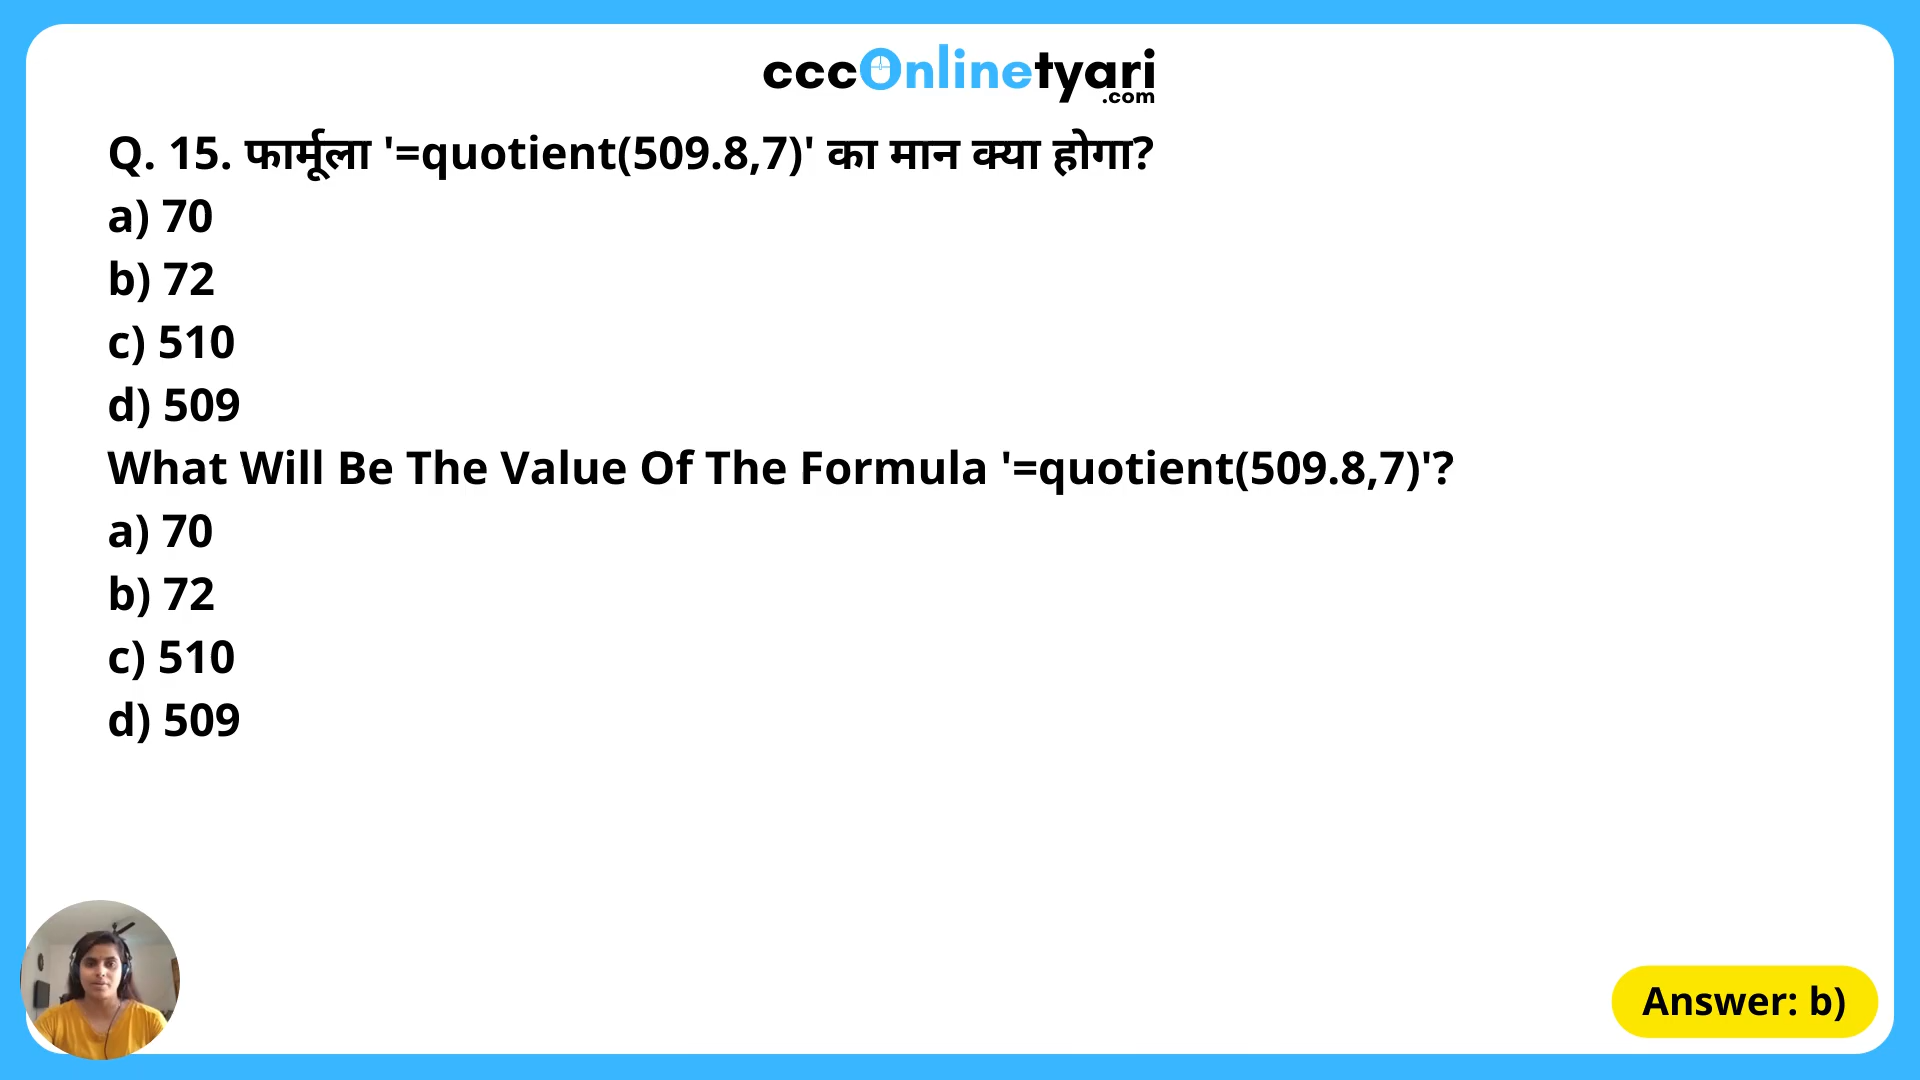 cccOnlinetyari
.com
Q. 15. फार्मूला '=quotient(509.8,7)' का मान क्या होगा?
a) 70
b) 72
c) 510
d) 509
What Will Be The Value Of The Formula '=quotient(509.8,7)'?
a) 70
b) 72
c) 510
d) 509
Answer: b)